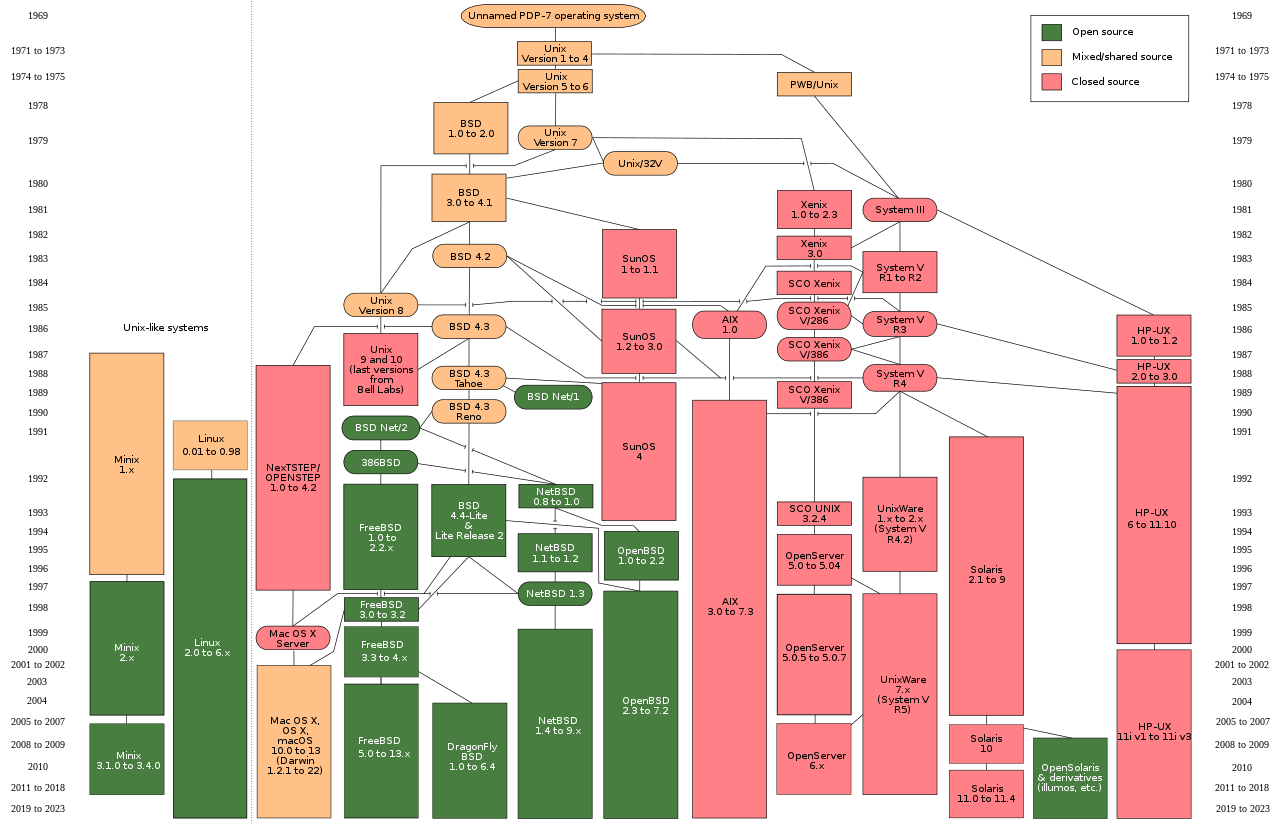 1969
1971 to 1973
1974 to 1975
1978
1979
1980
1981
1982
1983
1984
1985
1986
1987
1988
1989
1990
1991
1992
1993
1994
1995
1996
1997
1998
1999
2000
2001 to 2002
2003
2004
2005 to 2007
2008 to 2009
2010
2011 to 2018
2019 to 2023
Unix-like systems
Minix
1.x
Minix
2.x
Minix
3.1.0 to 3.4.0
Linux
0.01 to 0.98
Linux
2.0 to 6.x
Unnamed PDP-7 operating system
Unix
Version 1 to 4
Unix
Version 5 to 6
PWB/Unix
BSD
1.0 to 2.0
Unix
Version 7
Unix/32V
BSD
3.0 to 4.1
Xenix
1.0 to 2.3
System III
Xenix
3.0
BSD 4.2
SunOS
1 to 1.1
System V
R1 to R2
SCO Xenix
Unix
Version 8
SCO Xenix
V/286
BSD 4.3
AIX
1.0
System V
R3
HP-UX
1.0 to 1.2
SunOS
1.2 to 3.0
SCO Xenix
V/386
Unix
9 and 10
(last versions
from
Bell Labs)
BSD 4.3
Tahoe
System V
R4
HP-UX
2.0 to 3.0
BSD Net/1
SCO Xenix
V/386
BSD 4.3
Reno
BSD Net/2
SunOS
4
386BSD
NeXTSTEP/
OPENSTEP
1.0 to 4.2
NetBSD
0.8 to 1.0
BSD
4.4-Lite
&
Lite Release 2
FreeBSD
1.0 to
2.2.x
SCO UNIX
3.2.4
UnixWare
1.x to 2.x
(System V
R4.2)
HP-UX
6 to 11.10
NetBSD
1.1 to 1.2
OpenBSD
1.0 to 2.2
OpenServer
5.0 to 5.04
Solaris
2.1 to 9
NetBSD 1.3
FreeBSD
3.0 to 3.2
AIX
3.0 to 7.3
Mac OS X
Server
FreeBSD
3.3 to 4.x
OpenServer
5.0.5 to 5.0.7
UnixWare
7.x
(System V
R5)
OpenBSD
2.3 to 7.2
NetBSD
1.4 to 9.x
Mac OS X,
OS X,
macOS
10.0 to 13
(Darwin
1.2.1 to 22)
FreeBSD
5.0 to 13.x
DragonFly
BSD
1.0 to 6.4
OpenServer
6.x
Solaris
10
Solaris
11.0 to 11.4
OpenSolaris
& derivatives
(illumos, etc.)
HP-UX
11i v1 to 11i v3
Open source
Mixed/shared source
Closed source
1969
1971 to 1973
1974 to 1975
1978
1979
1980
1981
1982
1983
1984
1985
1986
1987
1988
1989
1990
1991
1992
1993
1994
1995
1996
1997
1998
1999
2000
2001 to 2002
2003
2004
2005 to 2007
2008 to 2009
2010
2011 to 2018
2019 to 2023